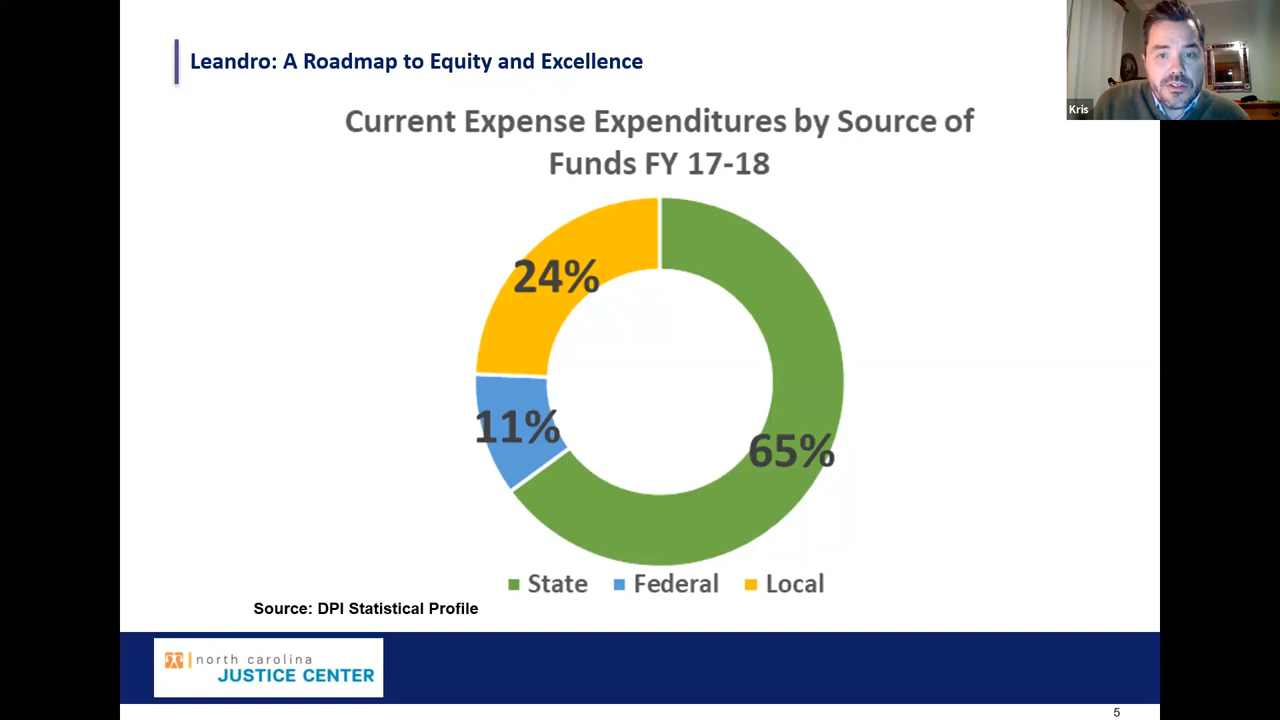 Leandro: A Roadmap to Equity and Excellence
Kris
Current Expense Expenditures by Source of
Funds FY 17-18
24%
11%
65%
State Federal Local
Source: DPI Statistical Profile
north carolina
JUSTICE CENTER
5